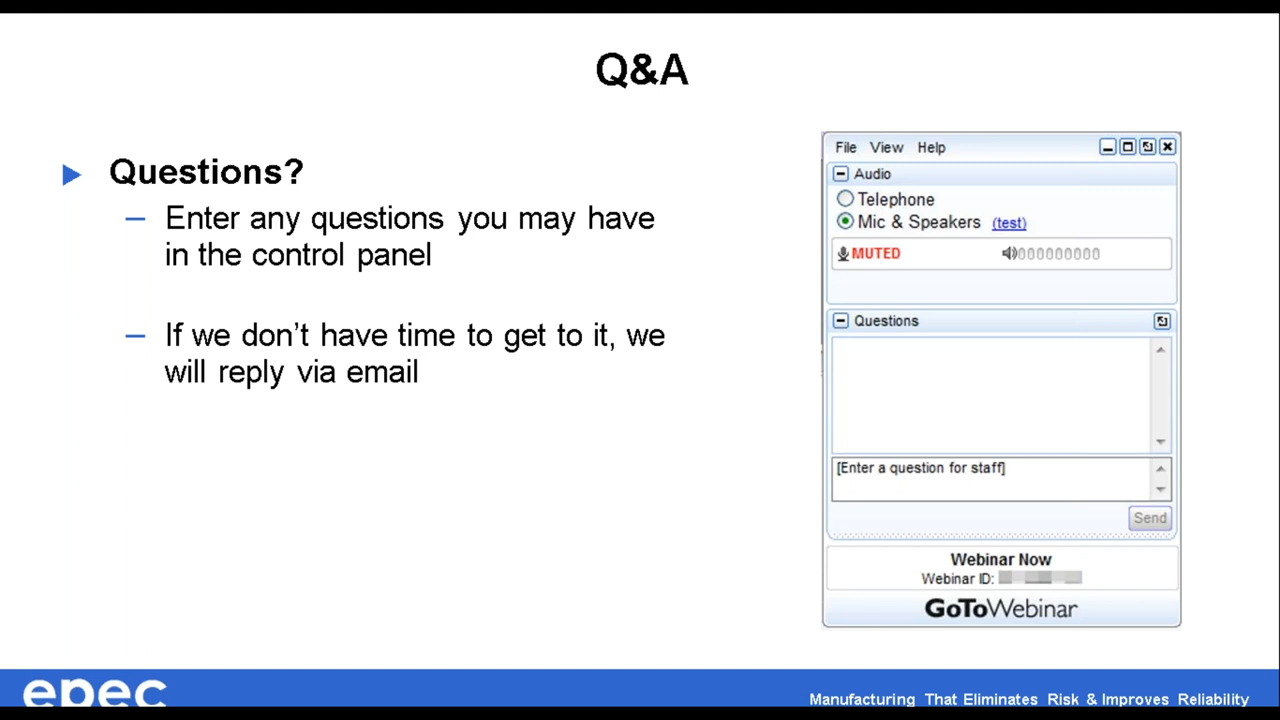 Q&A
Questions?
Enter any questions you may have
in the control panel
If we don't have time to get to it, we
will reply via email
File View Help
Audio
Telephone
Mic & Speakers (test)
MUTED
Questions
[Enter a question for staff]
Send
Webinar Now
Webinar ID:
GoToWebinar
epec
Manufacturing That Eliminates Risk & Improves Reliability